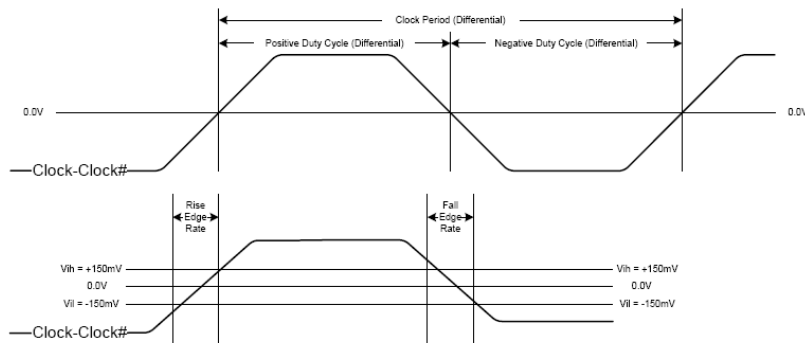 Clock Period (Differential)
Positive Duty Cycle (Differential)
Negative Duty Cycle (Differential)
0.0V
0.0V
Clock-Clock#
Rise
Edge
Rate
Fall
Edge
Rate
Vih = +150mV
Vih = +150mV
0.0V
0.0V
Vil = -150mV
Vil = -150mV
Clock-Clock#